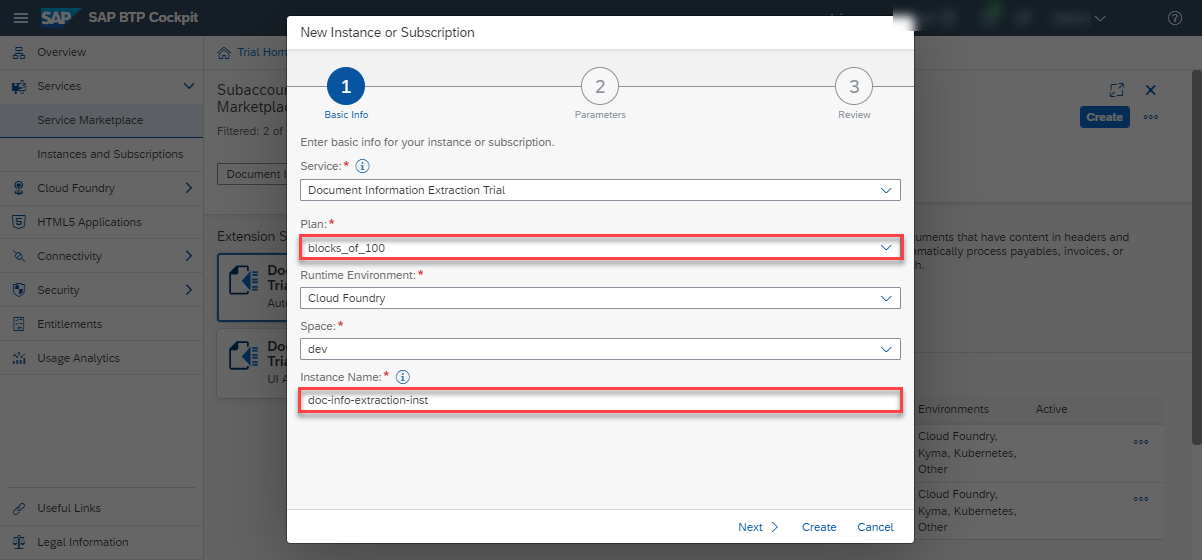 SAP SAP BTP Cockpit
Overview
Services
Service Marketplace
Instances and Subscriptions
Cloud Foundry
HTML5 Applications
Connectivity
Security
Entitlements
Usage Analytics
Useful Links
Legal Information
Trial Hom
Subaccoun
Marketplac
Filtered: 2 of
Document I
Extension S
Doc
Tria
Auto
Doc
Tria
UI A
New Instance or Subscription
1 2 3
Basic Info Parameters Review
Enter basic info for your instance or subscription.
Service: *
Document Information Extraction Trial
Plan: *
blocks_of_100
Runtime Environment: *
Cloud Foundry
Space: *
dev
Instance Name: *
doc-info-extraction-inst
Next Create Cancel
Create
cuments that have content in headers and
omatically process payables, invoices, or
ch.
Environments Active
Cloud Foundry,
Kyma, Kubernetes,
Other
Cloud Foundry,
Kyma, Kubernetes,
Other